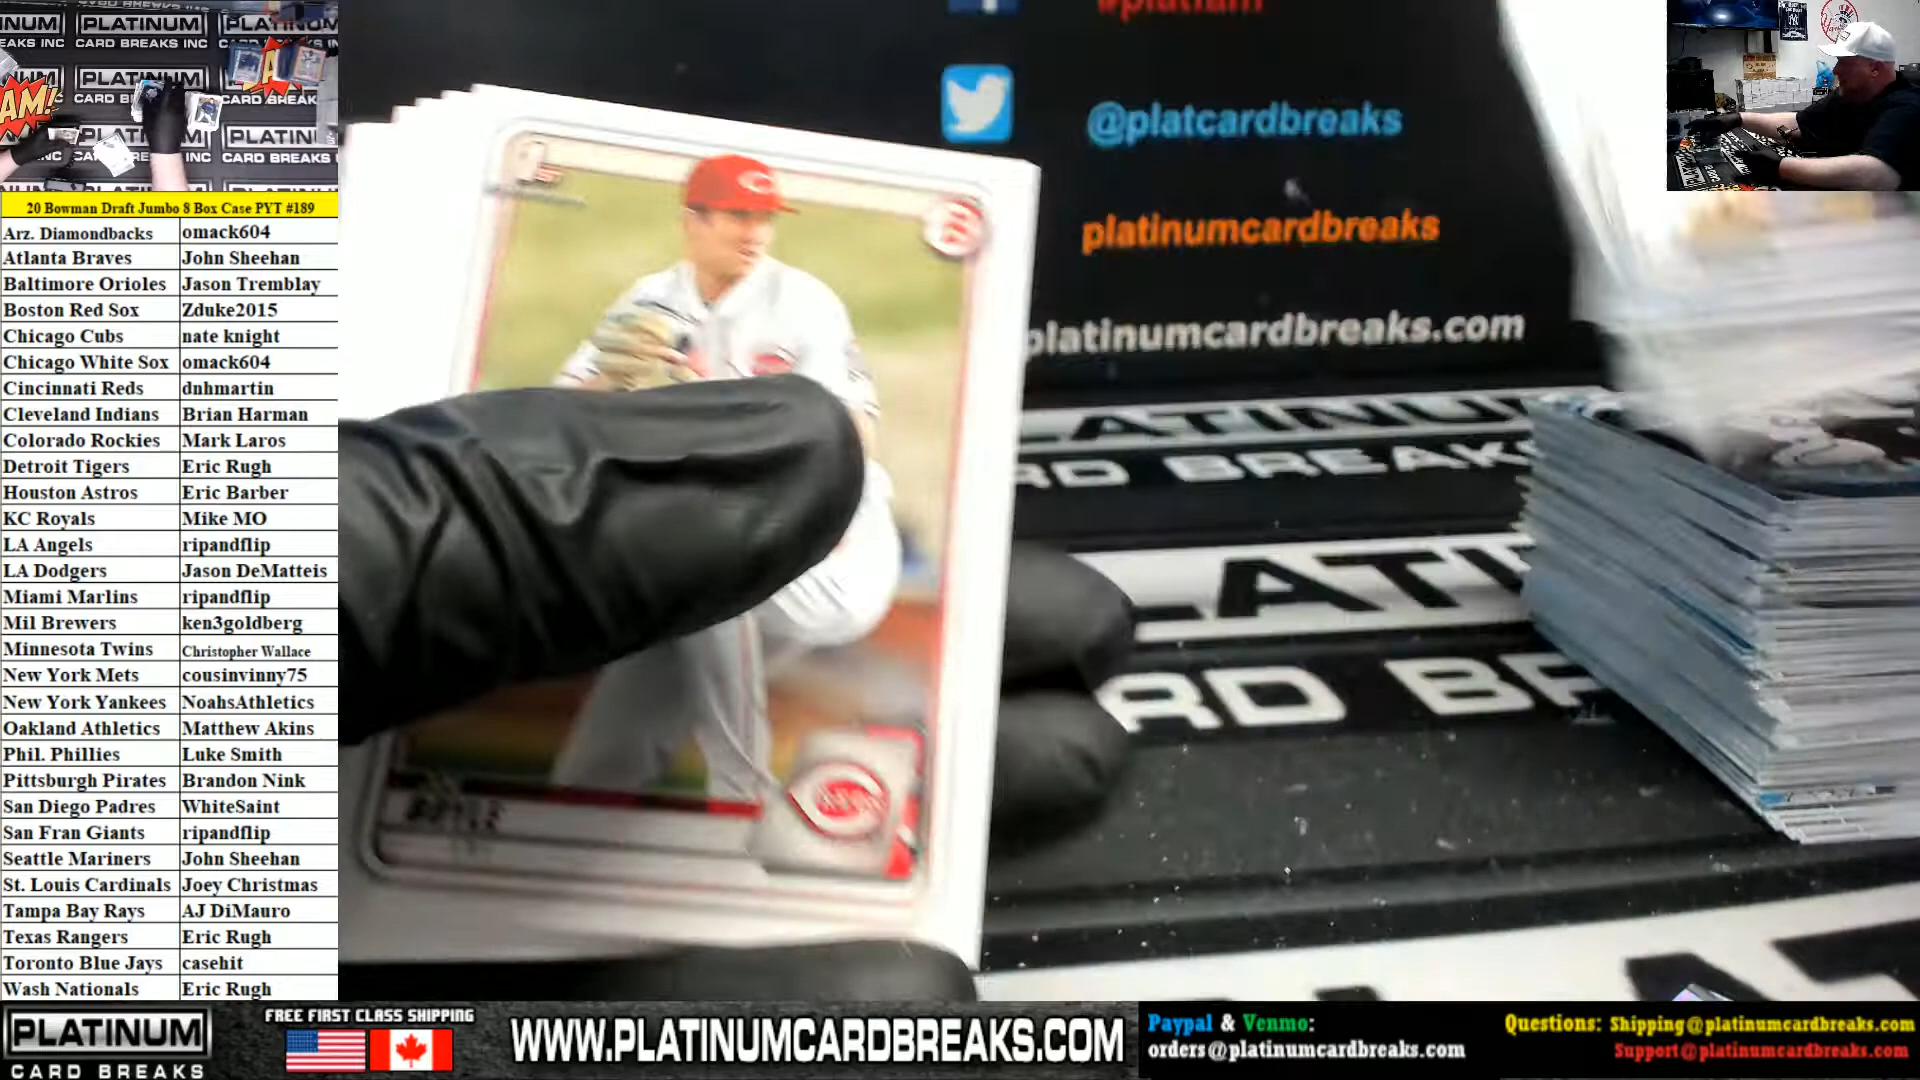 PLATINUM
CARD BREAKS INC
PLATINUM
CARD BREAKS
20 Bowman Draft Jumbo 8 Box Case PYT #189
Arz. Diamondbacks omack604
Atlanta Braves John Sheehan
Baltimore Orioles Jason Tremblay
Boston Red Sox Zduke2015
Chicago Cubs nate knight
Chicago White Sox omack604
Cincinnati Reds dnhmartin
Cleveland Indians Brian Harman
Colorado Rockies Mark Laros
Detroit Tigers Eric Rugh
Houston Astros Eric Barber
KC Royals Mike MO
LA Angels ripandflip
LA Dodgers Jason DeMatteis
Miami Marlins ripandflip
Mil Brewers ken3goldberg
Minnesota Twins Christopher Wallace
New York Mets cousinvinny75
New York Yankees NoahsAthletics
Oakland Athletics Matthew Akins
Phil. Phillies Luke Smith
Pittsburgh Pirates Brandon Nink
San Diego Padres WhiteSaint
San Fran Giants ripandflip
Seattle Mariners John Sheehan
St. Louis Cardinals Joey Christmas
Tampa Bay Rays AJ DiMauro
Texas Rangers Eric Rugh
Toronto Blue Jays casehit
Wash Nationals Eric Rugh
@platcardbreaks
platinumcardbreaks
platinumcardbreaks.com
PLATINUM
CARD BREAKS
FREE FIRST CLASS SHIPPING
WWW.PLATINUMCARDBREAKS.COM
Paypal & Venmo:
orders@platinumcardbreaks.com
Questions: Shipping@platinumcardbreaks.com
Support@platinumcardbreaks.com